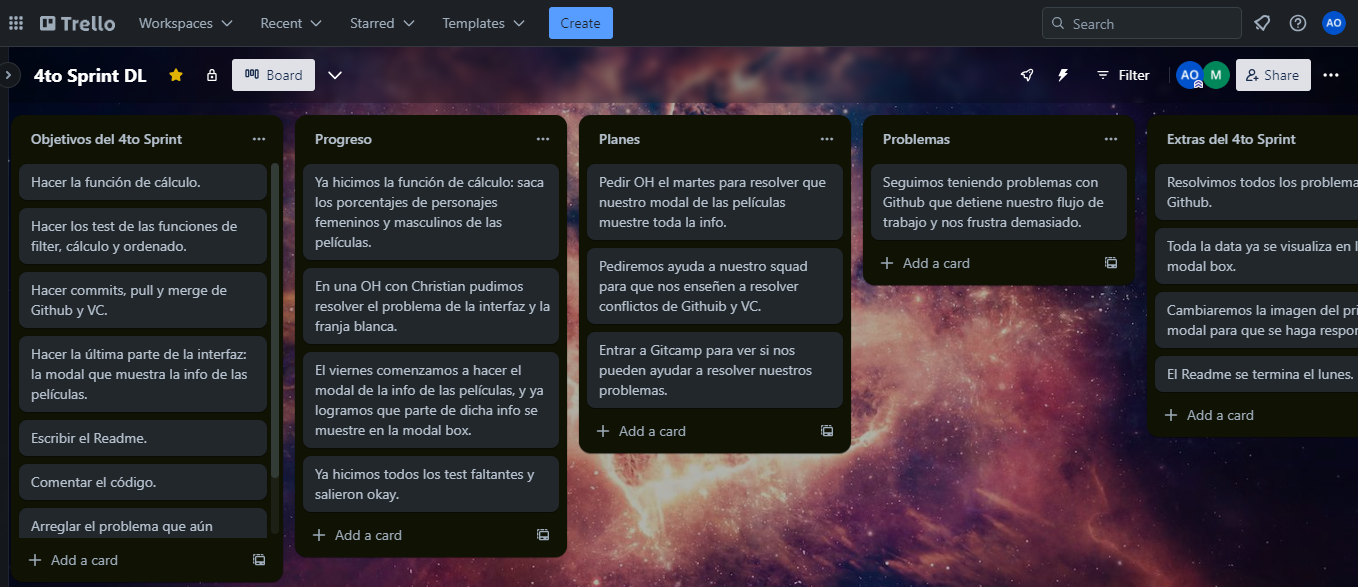 Trello
Workspaces
Recent
Starred
Templates
Create
Search
AO
4to Sprint DL
Board
Filter
AO
M
Share
Objetivos del 4to Sprint
Hacer la función de cálculo.
Hacer los test de las funciones de
filter, cálculo y ordenado.
Hacer commits, pull y merge de
Github y VC.
Hacer la última parte de la interfaz:
la modal que muestra la info de las
películas.
Escribir el Readme.
Comentar el código.
Arreglar el problema que aún
Add a card
Progreso
Ya hicimos la función de cálculo: saca
los porcentajes de personajes
femeninos y masculinos de las
películas.
En una OH con Christian pudimos
resolver el problema de la interfaz y la
franja blanca.
El viernes comenzamos a hacer el
modal de la info de las películas, y ya
logramos que parte de dicha info se
muestre en la modal box.
Ya hicimos todos los test faltantes y
salieron okay.
Add a card
Planes
Pedir OH el martes para resolver que
nuestro modal de las películas
muestre toda la info.
Pediremos ayuda a nuestro squad
para que nos enseñen a resolver
conflictos de Githuib y VC.
Entrar a Gitcamp para ver si nos
pueden ayudar a resolver nuestros
problemas.
Add a card
Problemas
Seguimos teniendo problemas con
Github que detiene nuestro flujo de
trabajo y nos frustra demasiado.
Add a card
Extras del 4to Sprint
Resolvimos todos los problema
Github.
Toda la data ya se visualiza en
modal box.
Cambiaremos la imagen del pri
modal para que se haga respon
El Readme se termina el lunes.
Add a card